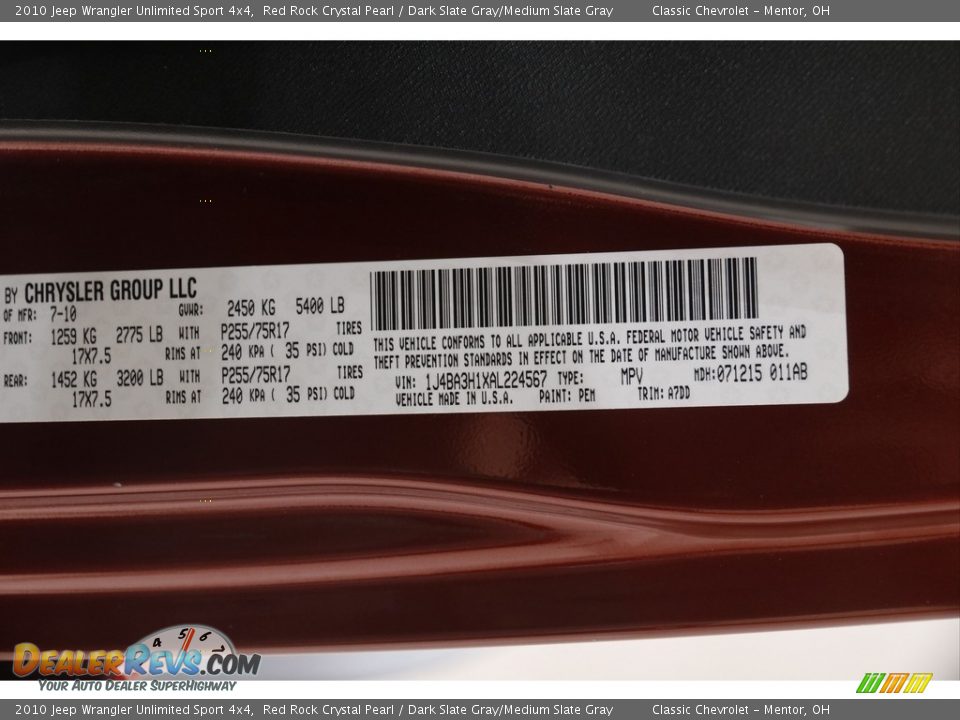 2010 Jeep Wrangler Unlimited Sport 4x4, Red Rock Crystal Pearl / Dark Slate Gray/Medium Slate Gray Classic Chevrolet – Mentor, OH
BY CHRYSLER GROUP LLC
OF MFR: 7-10 GVWR: 2450 KG 5400 LB
FRONT: 1259 KG 2775 LB WITH P255/75R17 TIRES
17X7.5 RIMS AT 240 KPA ( 35 PSI) COLD
REAR: 1452 KG 3200 LB WITH P255/75R17 TIRES
17X7.5 RIMS AT 240 KPA ( 35 PSI) COLD
THIS VEHICLE CONFORMS TO ALL APPLICABLE U.S.A. FEDERAL MOTOR VEHICLE SAFETY AND
THEFT PREVENTION STANDARDS IN EFFECT ON THE DATE OF MANUFACTURE SHOWN ABOVE.
VIN: 1J4BA3H1XAL224567 TYPE: MPV MDH:071215 011AB
VEHICLE MADE IN U.S.A. PAINT: PEM TRIM: A7DD
4 5 6
DEALERREVS.COM
YOUR AUTO DEALER SUPERHIGHWAY
2010 Jeep Wrangler Unlimited Sport 4x4, Red Rock Crystal Pearl / Dark Slate Gray/Medium Slate Gray Classic Chevrolet – Mentor, OH